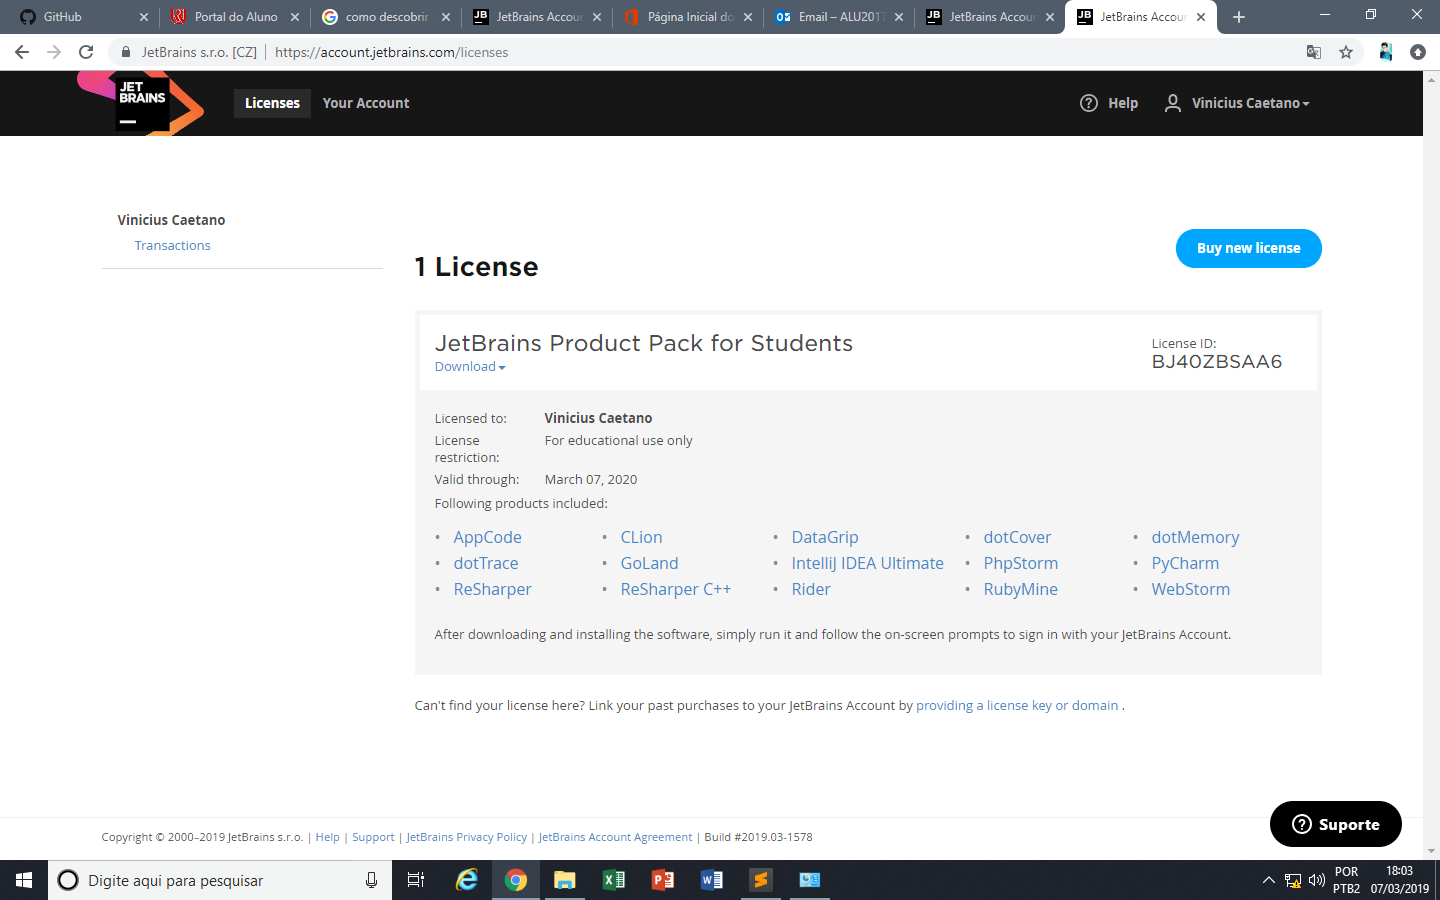 GitHub
Portal do Aluno
como descobrir
JetBrains Accou
Página Inicial do
Email – ALU2017
JetBrains Accou
JetBrains Accou
JetBrains s.r.o. [CZ] | https://account.jetbrains.com/licenses
JET
BRAINS
Licenses
Your Account
Help
Vinicius Caetano
Vinicius Caetano
Transactions
1 License
Buy new license
JetBrains Product Pack for Students
Download
License ID:
BJ40ZBSAA6
Licensed to: Vinicius Caetano
License restriction: For educational use only
Valid through: March 07, 2020
Following products included:
• AppCode • CLion • DataGrip • dotCover • dotMemory
• dotTrace • GoLand • IntelliJ IDEA Ultimate • PhpStorm • PyCharm
• ReSharper • ReSharper C++ • Rider • RubyMine • WebStorm
After downloading and installing the software, simply run it and follow the on-screen prompts to sign in with your JetBrains Account.
Can't find your license here? Link your past purchases to your JetBrains Account by providing a license key or domain .
Copyright © 2000–2019 JetBrains s.r.o. | Help | Support | JetBrains Privacy Policy | JetBrains Account Agreement | Build #2019.03-1578
Suporte
Digite aqui para pesquisar
POR
PTB2
18:03
07/03/2019